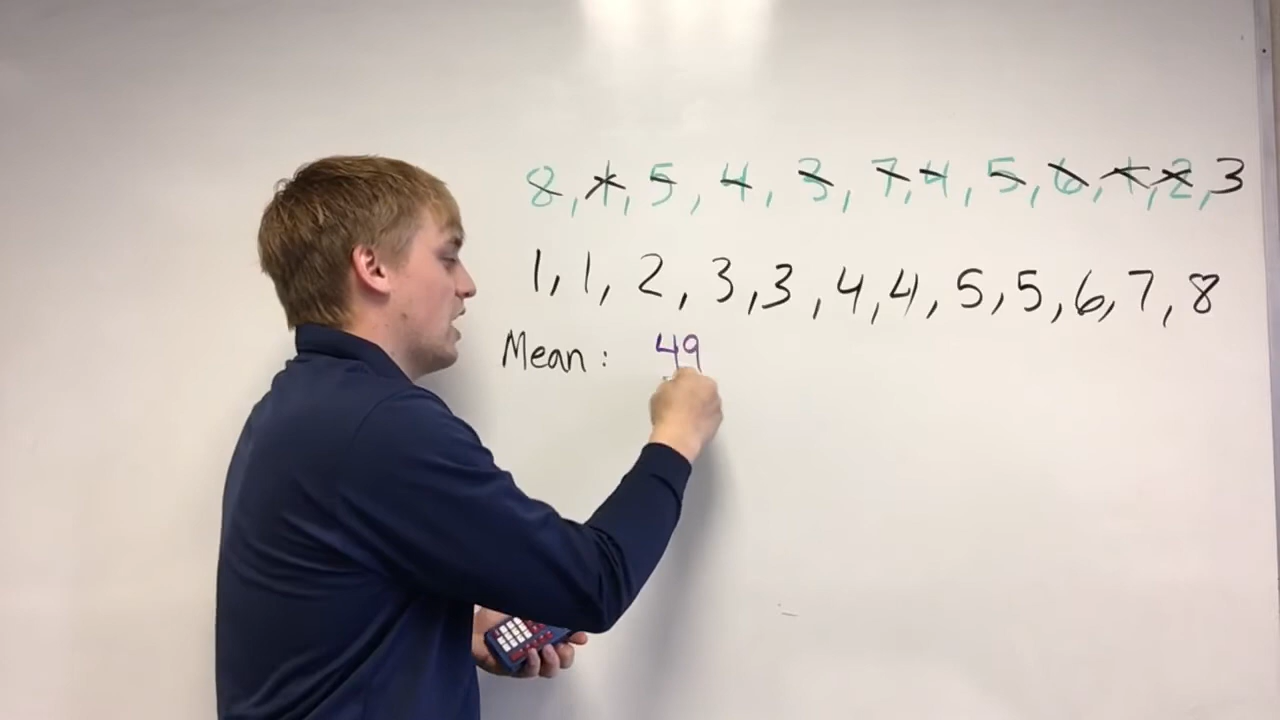 8, 1, 5, 4, 3, 7, 4, 5, 6, 1, 2, 3
1, 1, 2, 3, 3, 4, 4, 5, 5, 6, 7, 8
Mean: 49